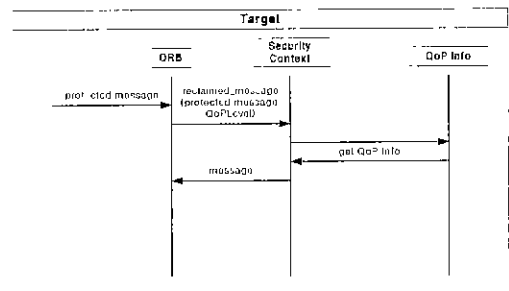 Target
ORB
Security
Context
QoP Info
protected message
reclaimed_message
(protected message
QoPLevel)
get QoP Info
message